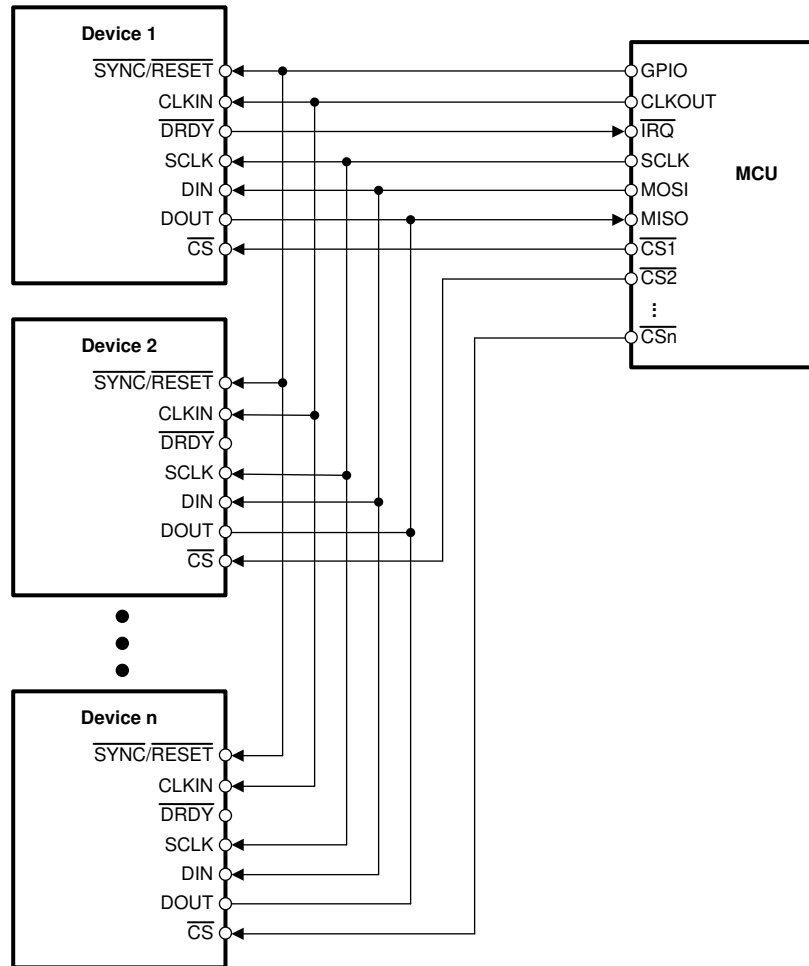 Device 1
SYNC/RESET
CLKIN
DRDY
SCLK
DIN
DOUT
CS
GPIO
CLKOUT
IRQ
SCLK
MOSI
MISO
CS1
CS2
⋮
CSn
MCU
Device 2
SYNC/RESET
CLKIN
DRDY
SCLK
DIN
DOUT
CS
Device n
SYNC/RESET
CLKIN
DRDY
SCLK
DIN
DOUT
CS